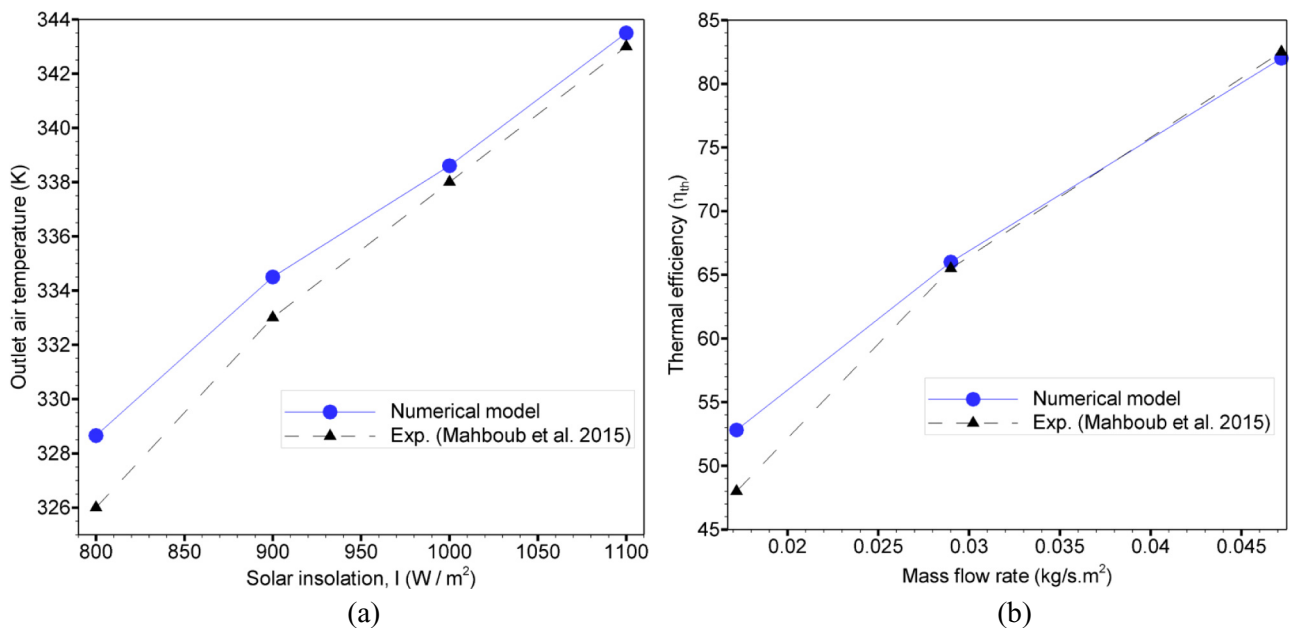 344
342
340
338
336
334
332
330
328
326
Outlet air temperature (K)
Numerical model
Exp. (Mahboub et al. 2015)
800 850 900 950 1000 1050 1100
Solar insolation, I (W / m²)
(a)
85
80
75
70
65
60
55
50
45
Thermal efficiency (η_th)
Numerical model
Exp. (Mahboub et al. 2015)
0.02 0.025 0.03 0.035 0.04 0.045
Mass flow rate (kg/s.m²)
(b)